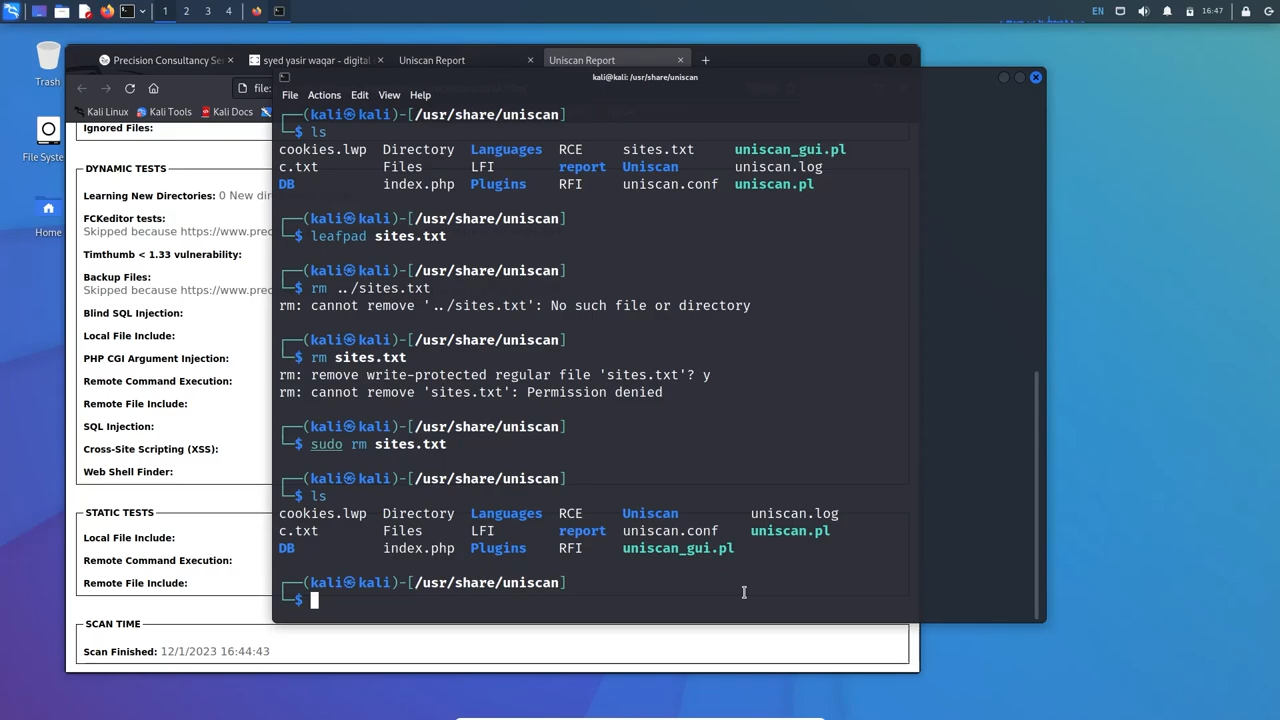 1 2 3 4 EN 16:47
Trash
File Syste
Home
Precision Consultancy Se
syed yasir waqar - digital
Uniscan Report
Uniscan Report
file:
Kali Linux
Kali Tools
Kali Docs
Ignored Files:
DYNAMIC TESTS
Learning New Directories: 0 New dir
FCKeditor tests:
Skipped because https://www.prec
Timthumb < 1.33 vulnerability:
Backup Files:
Skipped because https://www.prec
Blind SQL Injection:
Local File Include:
PHP CGI Argument Injection:
Remote Command Execution:
Remote File Include:
SQL Injection:
Cross-Site Scripting (XSS):
Web Shell Finder:
STATIC TESTS
Local File Include:
Remote Command Execution:
Remote File Include:
SCAN TIME
Scan Finished: 12/1/2023 16:44:43
kali@kali: /usr/share/uniscan
File Actions Edit View Help
┌──(kali㉿kali)-[/usr/share/uniscan]
└─$ ls
cookies.lwp Directory Languages RCE sites.txt uniscan_gui.pl
c.txt Files LFI report Uniscan uniscan.log
DB index.php Plugins RFI uniscan.conf uniscan.pl
┌──(kali㉿kali)-[/usr/share/uniscan]
└─$ leafpad sites.txt
┌──(kali㉿kali)-[/usr/share/uniscan]
└─$ rm ../sites.txt
rm: cannot remove '../sites.txt': No such file or directory
┌──(kali㉿kali)-[/usr/share/uniscan]
└─$ rm sites.txt
rm: remove write-protected regular file 'sites.txt'? y
rm: cannot remove 'sites.txt': Permission denied
┌──(kali㉿kali)-[/usr/share/uniscan]
└─$ sudo rm sites.txt
┌──(kali㉿kali)-[/usr/share/uniscan]
└─$ ls
cookies.lwp Directory Languages RCE Uniscan uniscan.log
c.txt Files LFI report uniscan.conf uniscan.pl
DB index.php Plugins RFI uniscan_gui.pl
┌──(kali㉿kali)-[/usr/share/uniscan]
└─$